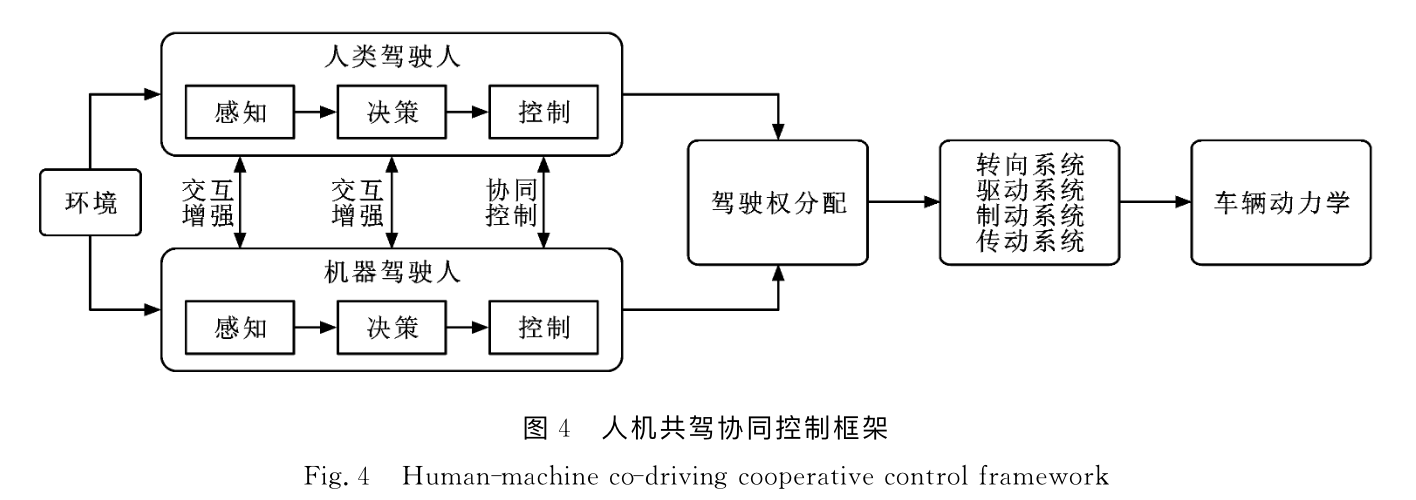 人类驾驶人
感知
决策
控制
环境
交互
增强
交互
增强
协同
控制
机器驾驶人
感知
决策
控制
驾驶权分配
转向系统
驱动系统
制动系统
传动系统
车辆动力学
图 4 人机共驾协同控制框架
Fig. 4 Human-machine co-driving cooperative control framework